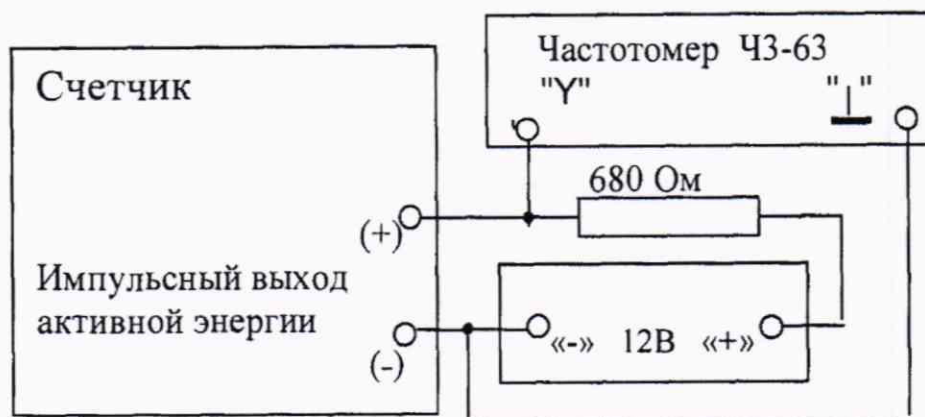 Частотомер Ч3-63
"Y"
"⊥"
Счетчик
680 Ом
(+)
Импульсный выход
активной энергии
(-)
«-» 12В «+»